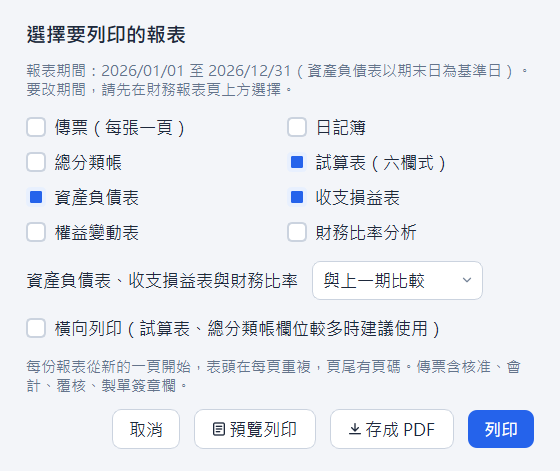 選擇要列印的報表
報表期間：2026/01/01 至 2026/12/31（資產負債表以期末日為基準日）。
要改期間，請先在財務報表頁上方選擇。
傳票（每張一頁） 日記簿
總分類帳 試算表（六欄式）
資產負債表 收支損益表
權益變動表 財務比率分析
資產負債表、收支損益表與財務比率 與上一期比較
橫向列印（試算表、總分類帳欄位較多時建議使用）
每份報表從新的一頁開始，表頭在每頁重複，頁尾有頁碼。傳票含核准、會
計、覆核、製單簽章欄。
取消 預覽列印 存成 PDF 列印